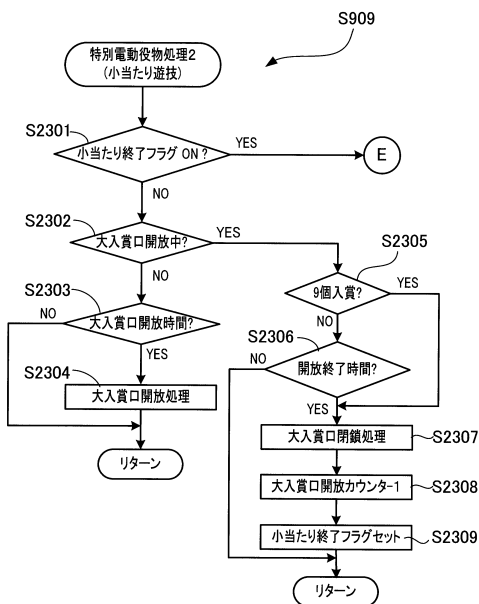 S909
特別電動役物処理2
(小当たり遊技)
S2301
小当たり終了フラグ ON?
YES
E
NO
S2302
大入賞口開放中?
YES
NO
S2305
9個入賞?
YES
NO
S2303
NO
大入賞口開放時間?
YES
S2306
NO
開放終了時間?
YES
S2304
大入賞口開放処理
リターン
大入賞口閉鎖処理
S2307
大入賞口開放カウンター1
S2308
小当たり終了フラグセット
S2309
リターン